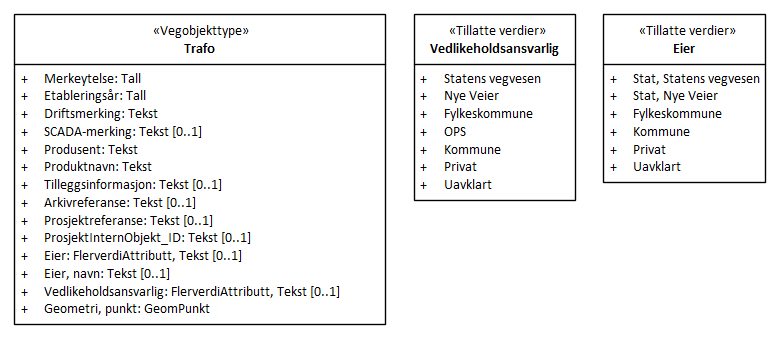 «Vegobjekttype»
Trafo
+ Merkeytelse: Tall
+ Etableringsår: Tall
+ Driftsmerking: Tekst
+ SCADA-merking: Tekst [0..1]
+ Produsent: Tekst
+ Produktnavn: Tekst
+ Tilleggsinformasjon: Tekst [0..1]
+ Arkivreferanse: Tekst [0..1]
+ Prosjektreferanse: Tekst [0..1]
+ ProsjektInternObjekt_ID: Tekst [0..1]
+ Eier: FlerverdiAttributt, Tekst [0..1]
+ Eier, navn: Tekst [0..1]
+ Vedlikeholdsansvarlig: FlerverdiAttributt, Tekst [0..1]
+ Geometri, punkt: GeomPunkt
«Tillatte verdier»
Vedlikeholdsansvarlig
+ Statens vegvesen
+ Nye Veier
+ Fylkeskommune
+ OPS
+ Kommune
+ Privat
+ Uavklart
«Tillatte verdier»
Eier
+ Stat, Statens vegvesen
+ Stat, Nye Veier
+ Fylkeskommune
+ Kommune
+ Privat
+ Uavklart